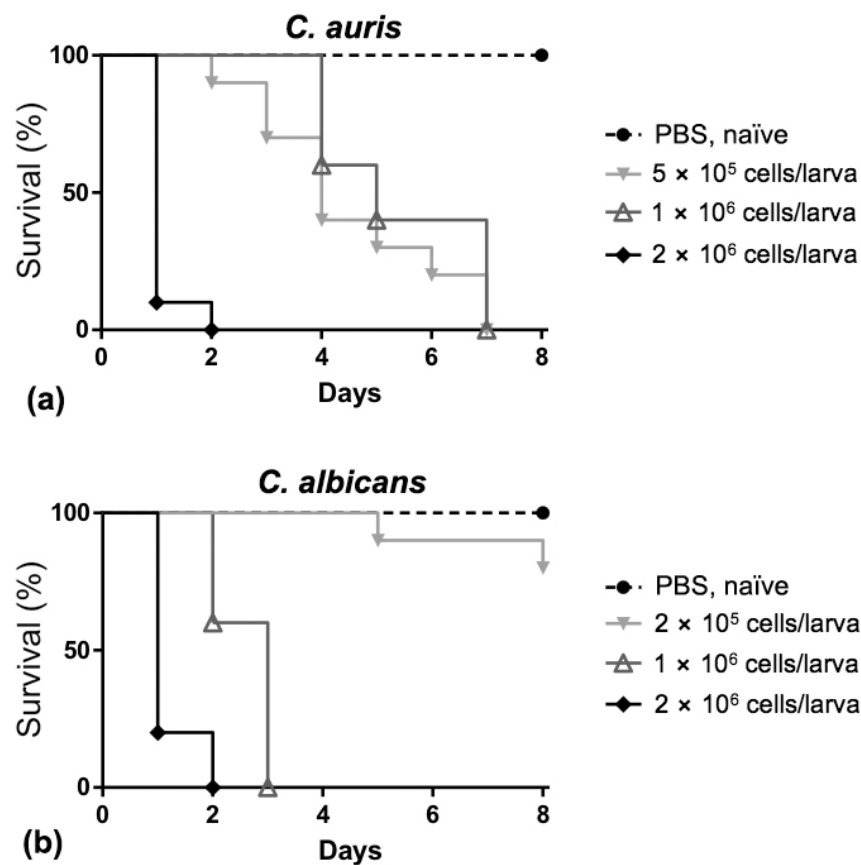 C. auris
100
50
0
Survival (%)
0 2 4 6 8
Days
(a)
PBS, naïve
5 × 10⁵ cells/larva
1 × 10⁶ cells/larva
2 × 10⁶ cells/larva
C. albicans
100
50
0
Survival (%)
0 2 4 6 8
Days
(b)
PBS, naïve
2 × 10⁵ cells/larva
1 × 10⁶ cells/larva
2 × 10⁶ cells/larva